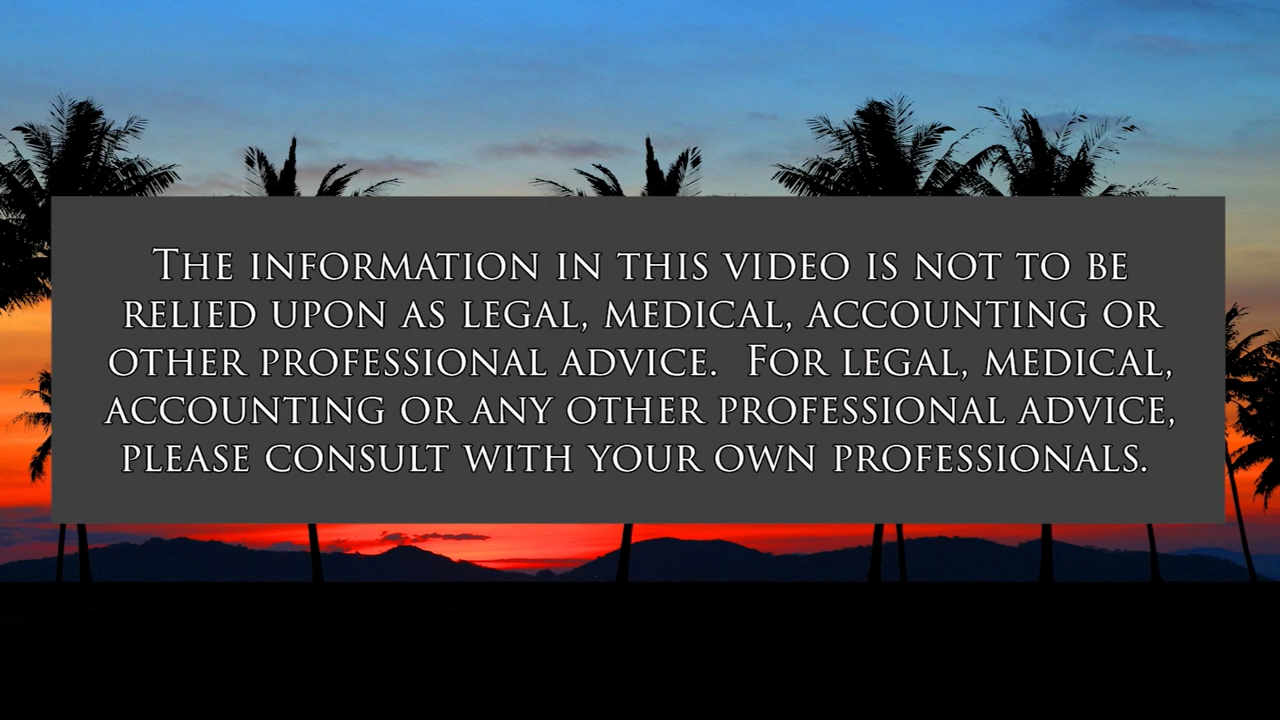 The information in this video is not to be
relied upon as legal, medical, accounting or
other professional advice.  For legal, medical,
accounting or any other professional advice,
please consult with your own professionals.